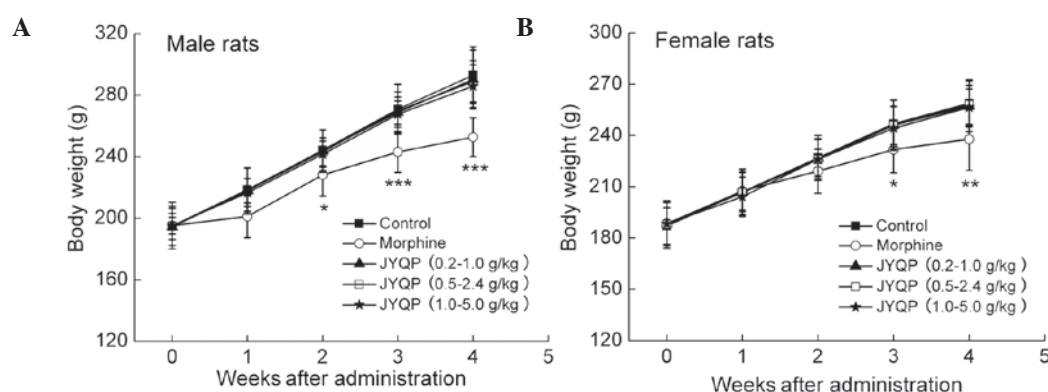 A
Male rats
Body weight (g)
320
280
240
200
160
120
*
***
***
Control
Morphine
JYQP (0.2-1.0 g/kg)
JYQP (0.5-2.4 g/kg)
JYQP (1.0-5.0 g/kg)
0 1 2 3 4 5
Weeks after administration
B
Female rats
Body weight (g)
300
270
240
210
180
150
120
*
**
Control
Morphine
JYQP (0.2-1.0 g/kg)
JYQP (0.5-2.4 g/kg)
JYQP (1.0-5.0 g/kg)
0 1 2 3 4 5
Weeks after administration